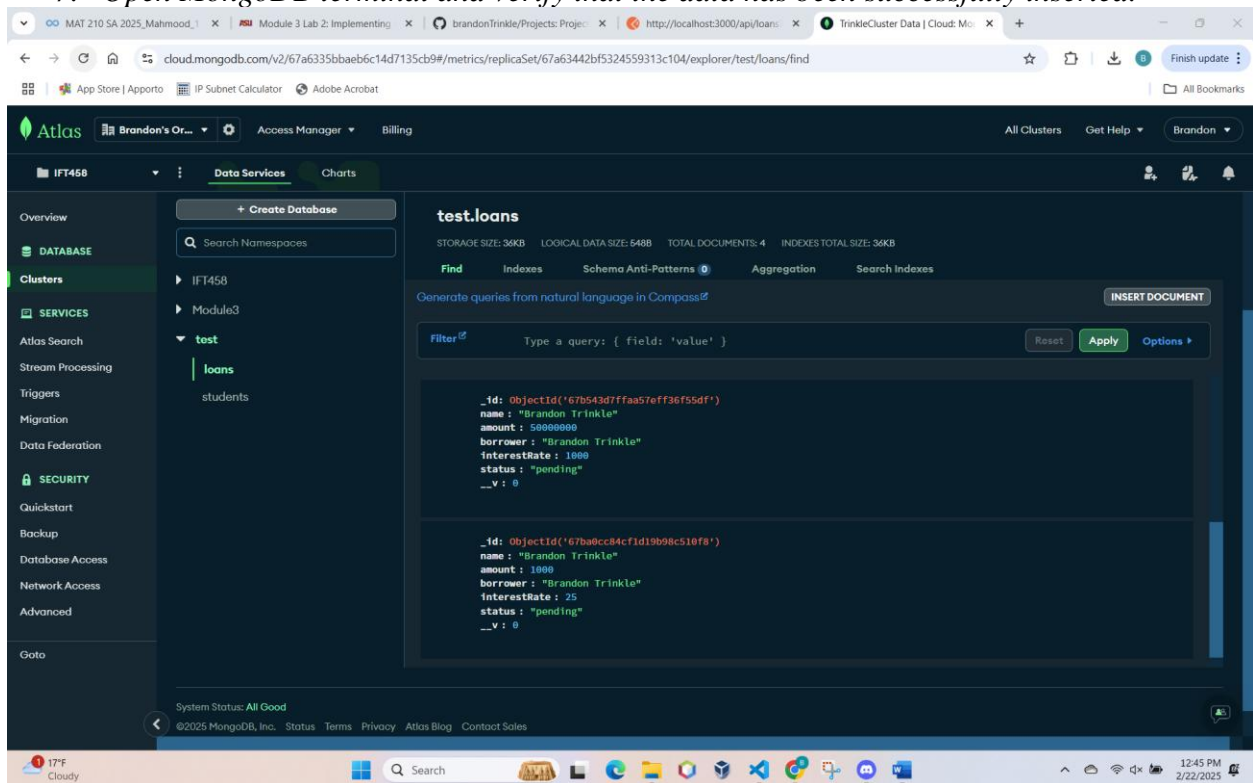 Open MongoDB terminal and verify that the data has been successfully inserted.
MAT 210 SA 2025_Mahmood_1
Module 3 Lab 2: Implementing
brandonTrinkle/Projects: Projec
http://localhost:3000/api/loans
TrinkleCluster Data | Cloud: Mo
cloud.mongodb.com/v2/67a6335bbaeb6c14d7135cb9#/metrics/replicaSet/67a63442bf5324559313c104/explorer/test/loans/find
B
Finish update
App Store | Apporto
IP Subnet Calculator
Adobe Acrobat
All Bookmarks
Atlas
Brandon's Or...
Access Manager
Billing
All Clusters
Get Help
Brandon
IFT458
Data Services
Charts
Overview
DATABASE
Clusters
SERVICES
Atlas Search
Stream Processing
Triggers
Migration
Data Federation
SECURITY
Quickstart
Backup
Database Access
Network Access
Advanced
Goto
+ Create Database
Search Namespaces
IFT458
Module3
test
loans
students
test.loans
STORAGE SIZE: 36KB LOGICAL DATA SIZE: 548B TOTAL DOCUMENTS: 4 INDEXES TOTAL SIZE: 36KB
Find Indexes Schema Anti-Patterns 0 Aggregation Search Indexes
Generate queries from natural language in Compass
INSERT DOCUMENT
Filter
Type a query: { field: 'value' }
Reset
Apply
Options
_id: ObjectId('67b543d7ffaa57eff36f55df')
name : "Brandon Trinkle"
amount : 50000000
borrower : "Brandon Trinkle"
interestRate : 1000
status : "pending"
__v : 0
_id: ObjectId('67ba0cc84cf1d19b98c510f8')
name : "Brandon Trinkle"
amount : 1000
borrower : "Brandon Trinkle"
interestRate : 25
status : "pending"
__v : 0
System Status: All Good
©2025 MongoDB, Inc. Status Terms Privacy Atlas Blog Contact Sales
1
17°F
Cloudy
Search
12:45 PM
2/22/2025